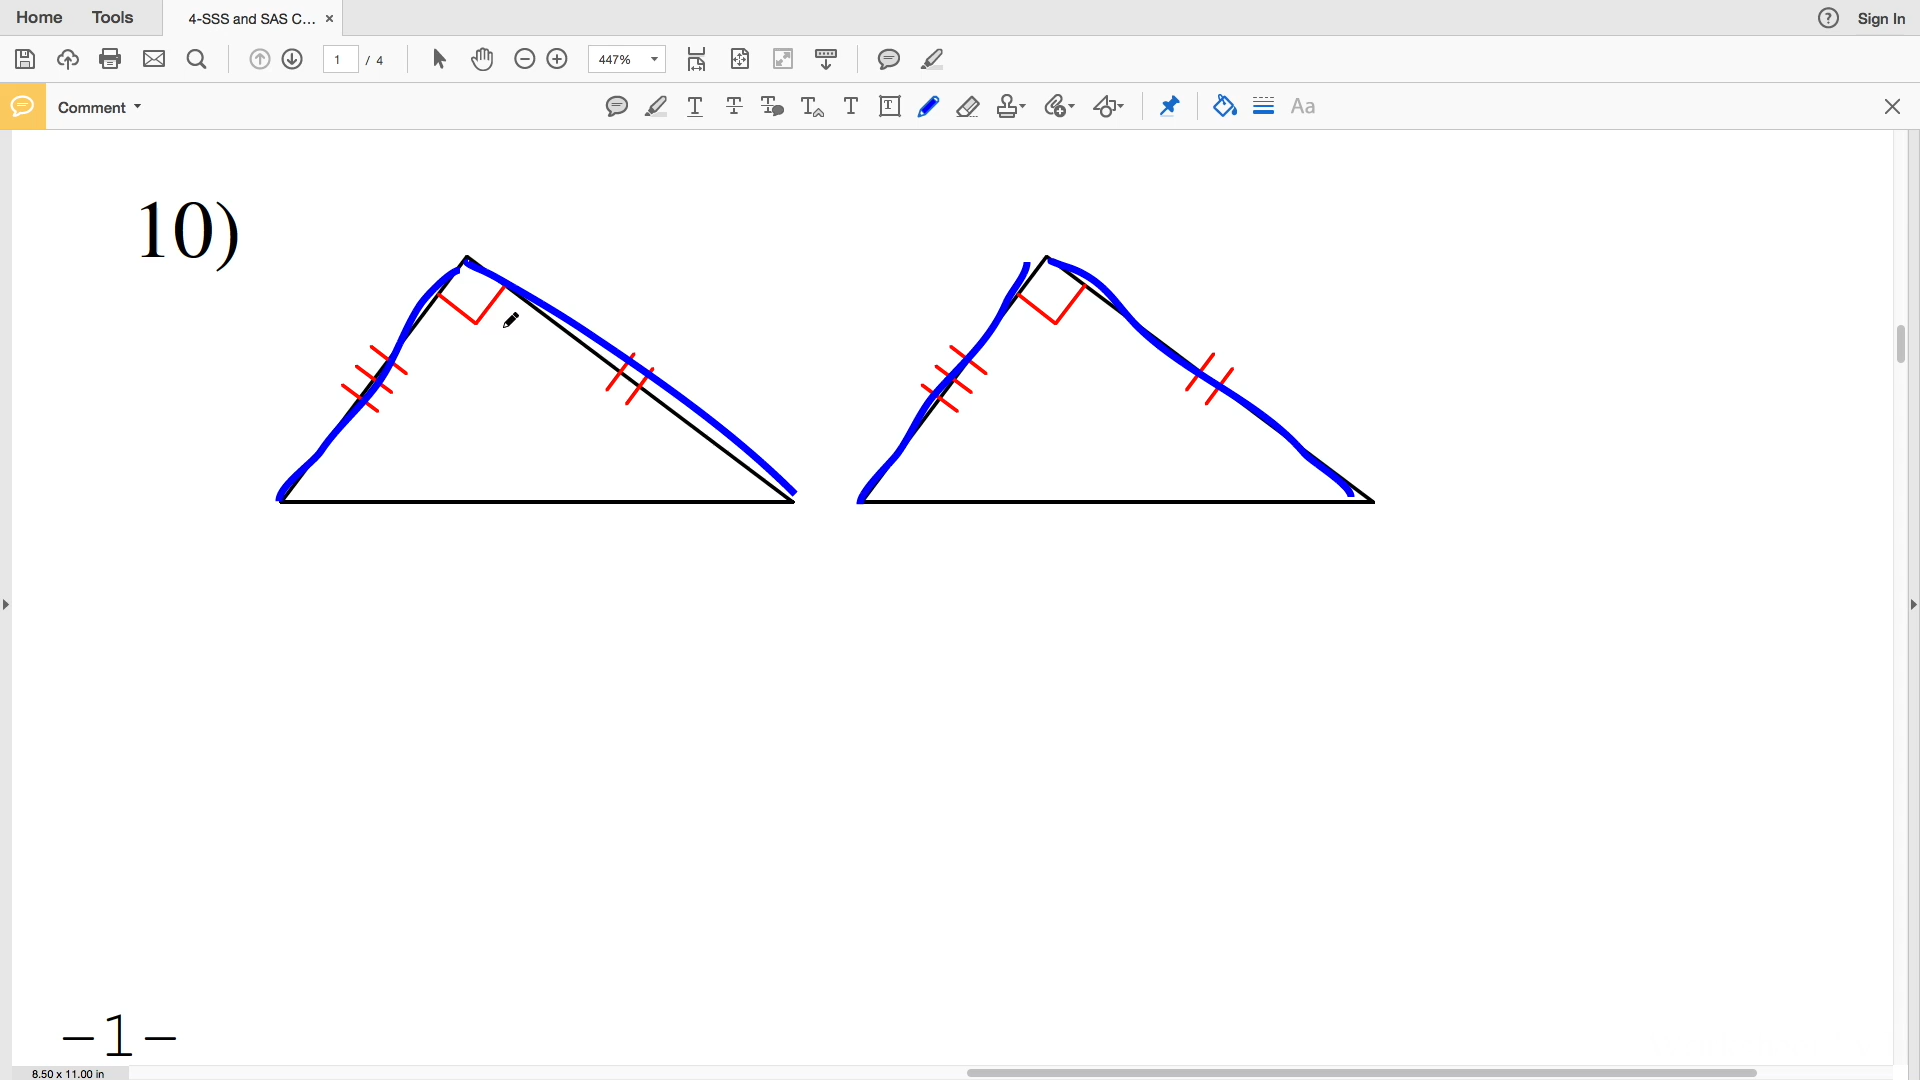 Home Tools 4-SSS and SAS C... × ? Sign In
1 / 4 447%
Comment T T T T T T Aa
10)
-1-
8.50 x 11.00 in